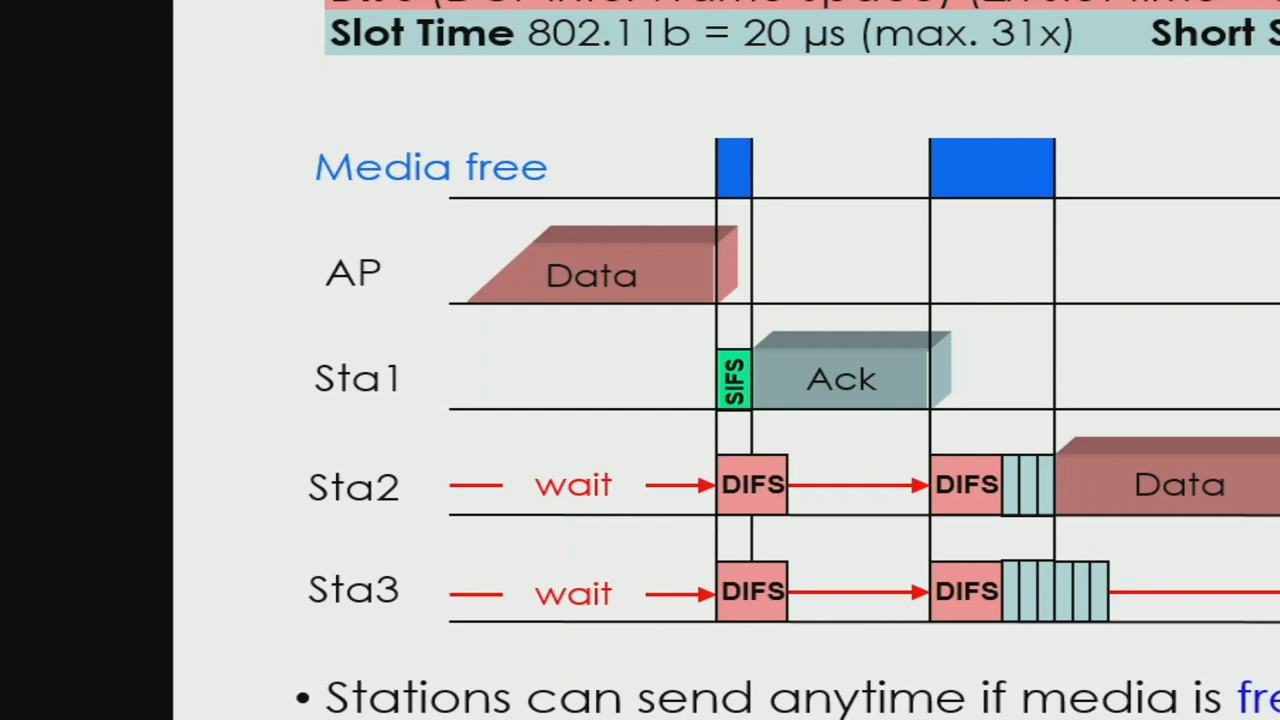 Slot Time 802.11b = 20 µs (max. 31x) Short
Media free
AP Data
Sta1 SIFS Ack
Sta2 wait DIFS DIFS Data
Sta3 wait DIFS DIFS
• Stations can send anytime if media is